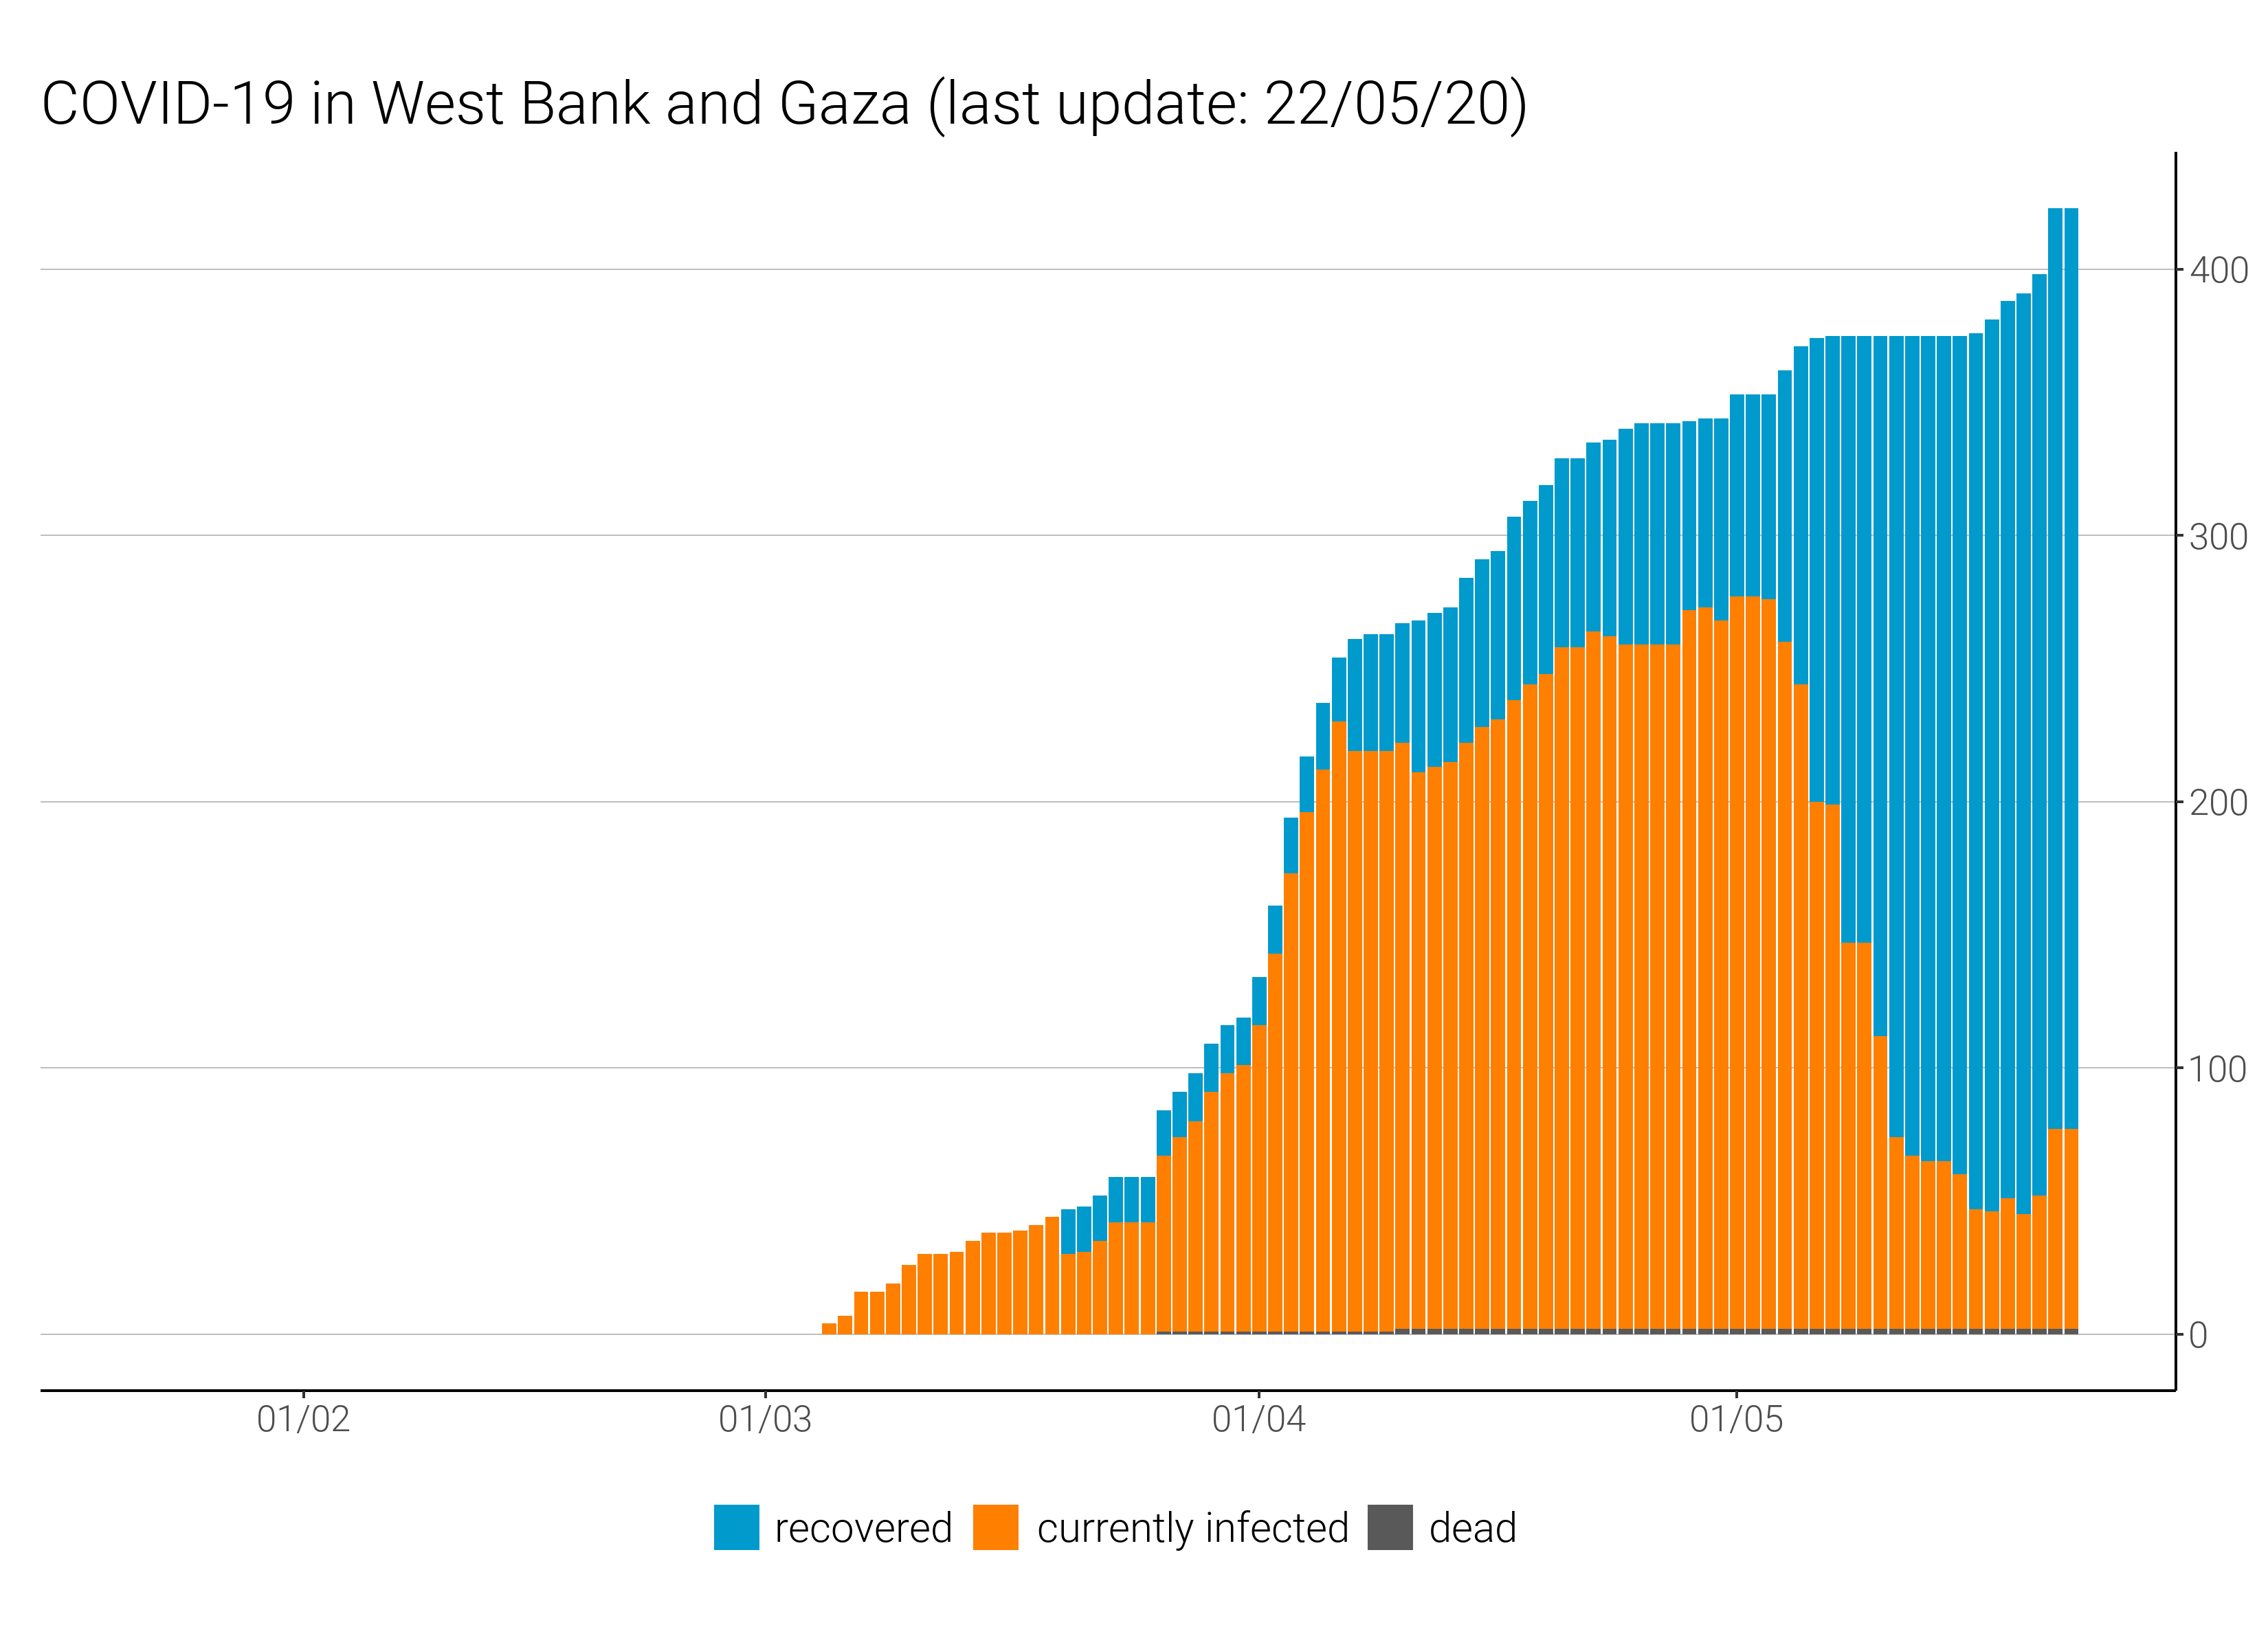 COVID-19 in West Bank and Gaza (last update: 22/05/20)
400
300
200
100
0
01/02 01/03 01/04 01/05
recovered currently infected dead